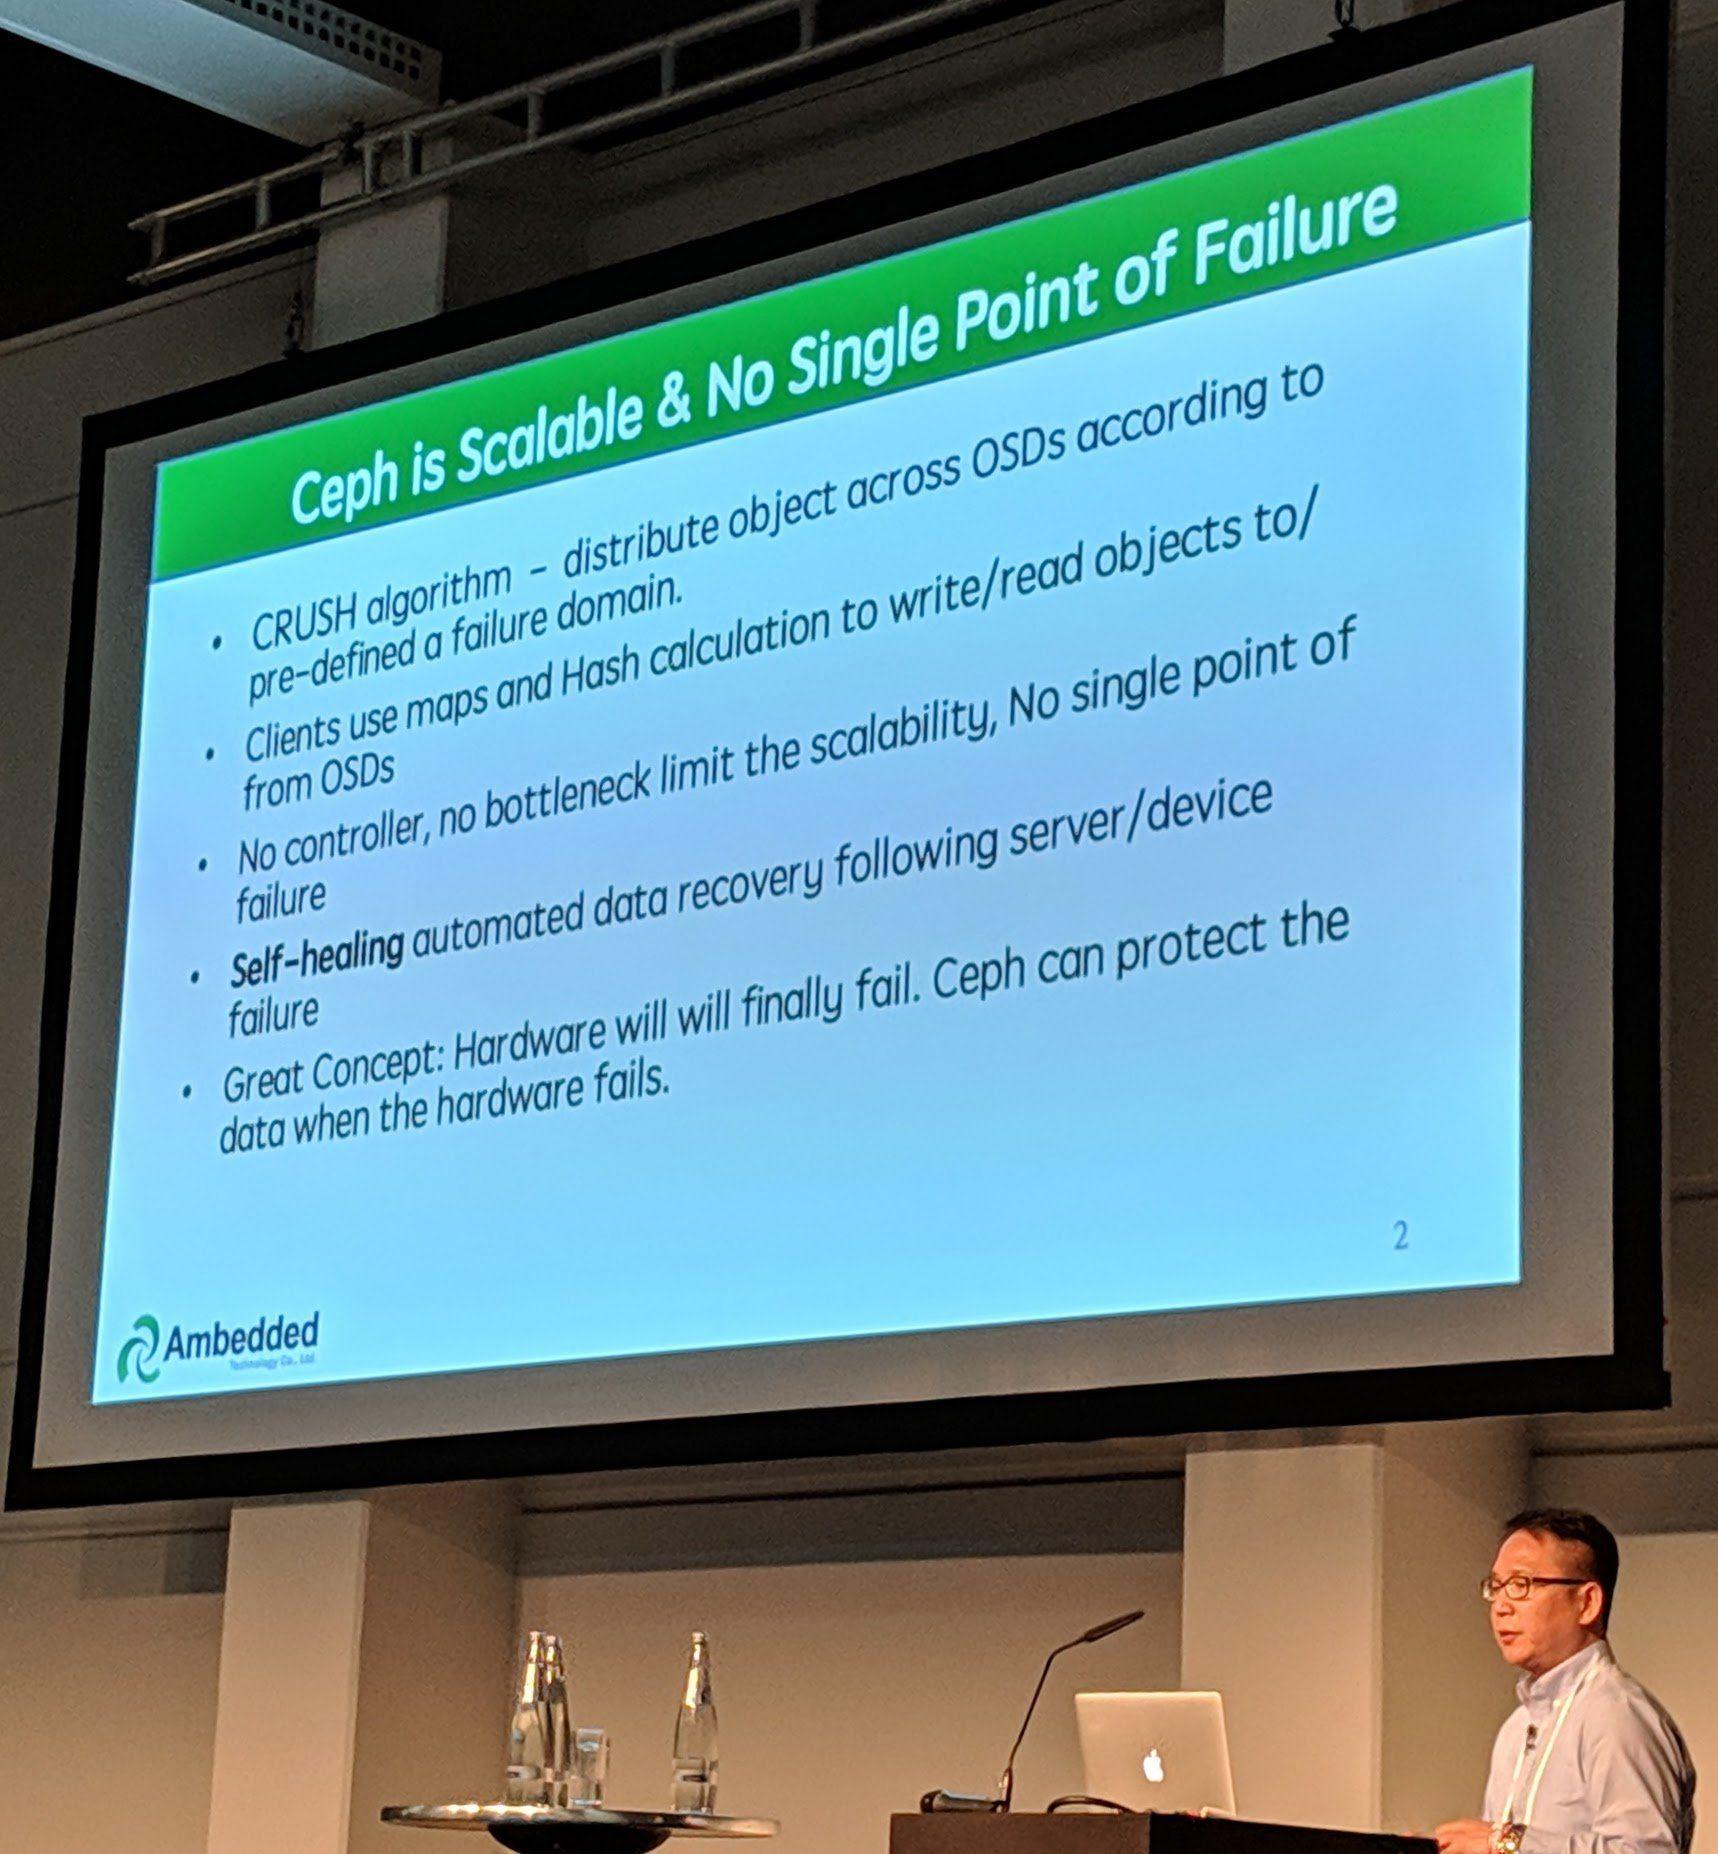 Ceph is Scalable & No Single Point of Failure
• CRUSH algorithm – distribute object across OSDs according to
pre-defined a failure domain.
• Clients use maps and Hash calculation to write/read objects to/
from OSDs
• No controller, no bottleneck limit the scalability, No single point of
failure
• Self-healing automated data recovery following server/device
failure
• Great Concept: Hardware will will finally fail. Ceph can protect the
data when the hardware fails.
2
Ambedded
Technology Co., Ltd.